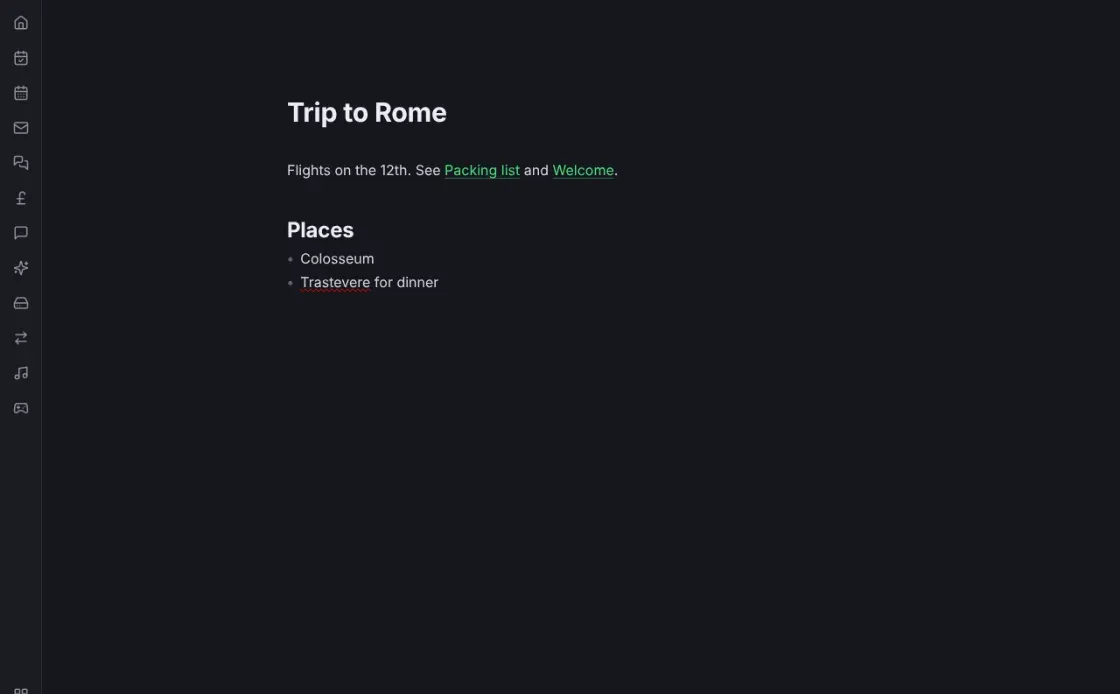 Trip to Rome
Flights on the 12th. See Packing list and Welcome.
Places
Colosseum
Trastevere for dinner